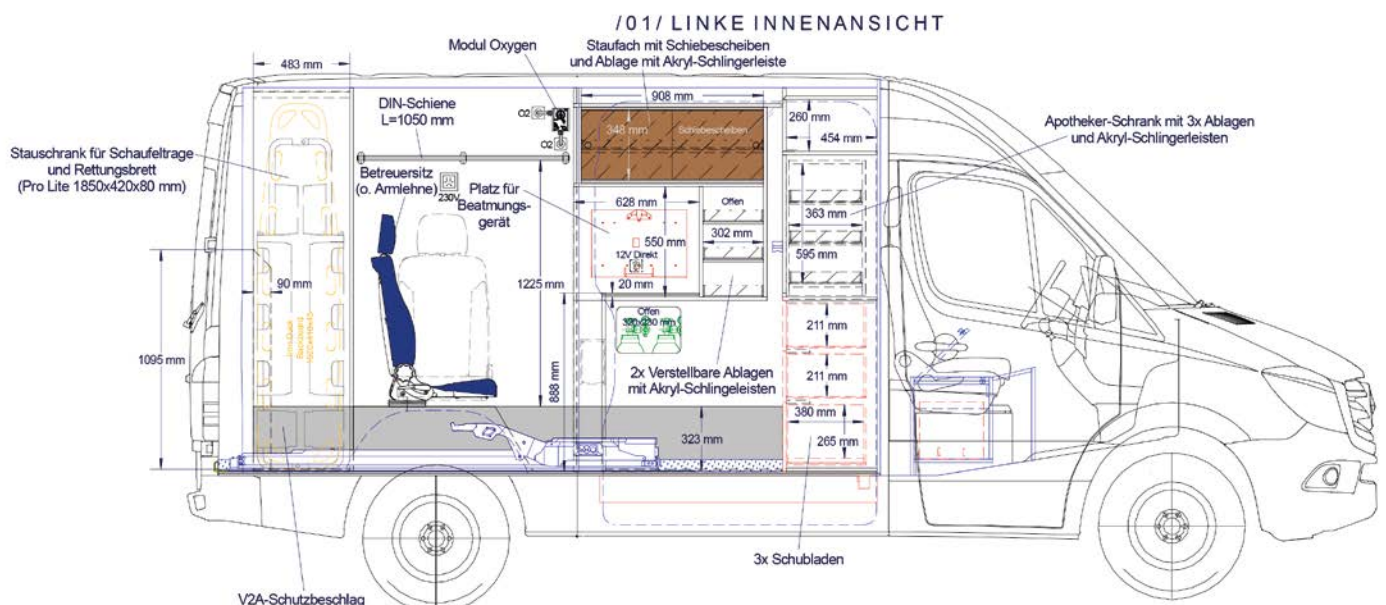 /01/ LINKE INNENANSICHT
Modul Oxygen
Staufach mit Schiebescheiben
und Ablage mit Akryl-Schlingerleiste
483 mm
DIN-Schiene
L=1050 mm
O2
O2
908 mm
348 mm
Schiebescheiben
260 mm
454 mm
Apotheker-Schrank mit 3x Ablagen
und Akryl-Schlingerleisten
Stauschrank für Schaufeltrage
und Rettungsbrett
(Pro Lite 1850x420x80 mm)
Betreuersitz
(o. Armlehne)
230V
Platz für
Beatmungs-
gerät
628 mm
Offen
302 mm
550 mm
363 mm
595 mm
12V Direkt
20 mm
90 mm
1225 mm
1095 mm
Offen
211 mm
211 mm
888 mm
2x Verstellbare Ablagen
mit Akryl-Schlingeleisten
380 mm
265 mm
323 mm
3x Schubladen
V2A-Schutzbeschlag